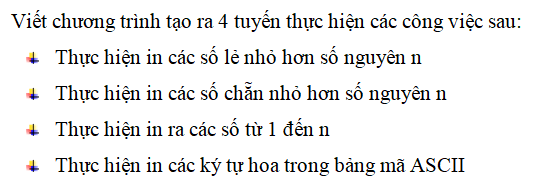 Viết chương trình tạo ra 4 tuyến thực hiện các công việc sau:
Thực hiện in các số lẻ nhỏ hơn số nguyên n
Thực hiện in các số chẵn nhỏ hơn số nguyên n
Thực hiện in ra các số từ 1 đến n
Thực hiện in các ký tự hoa trong bảng mã ASCII